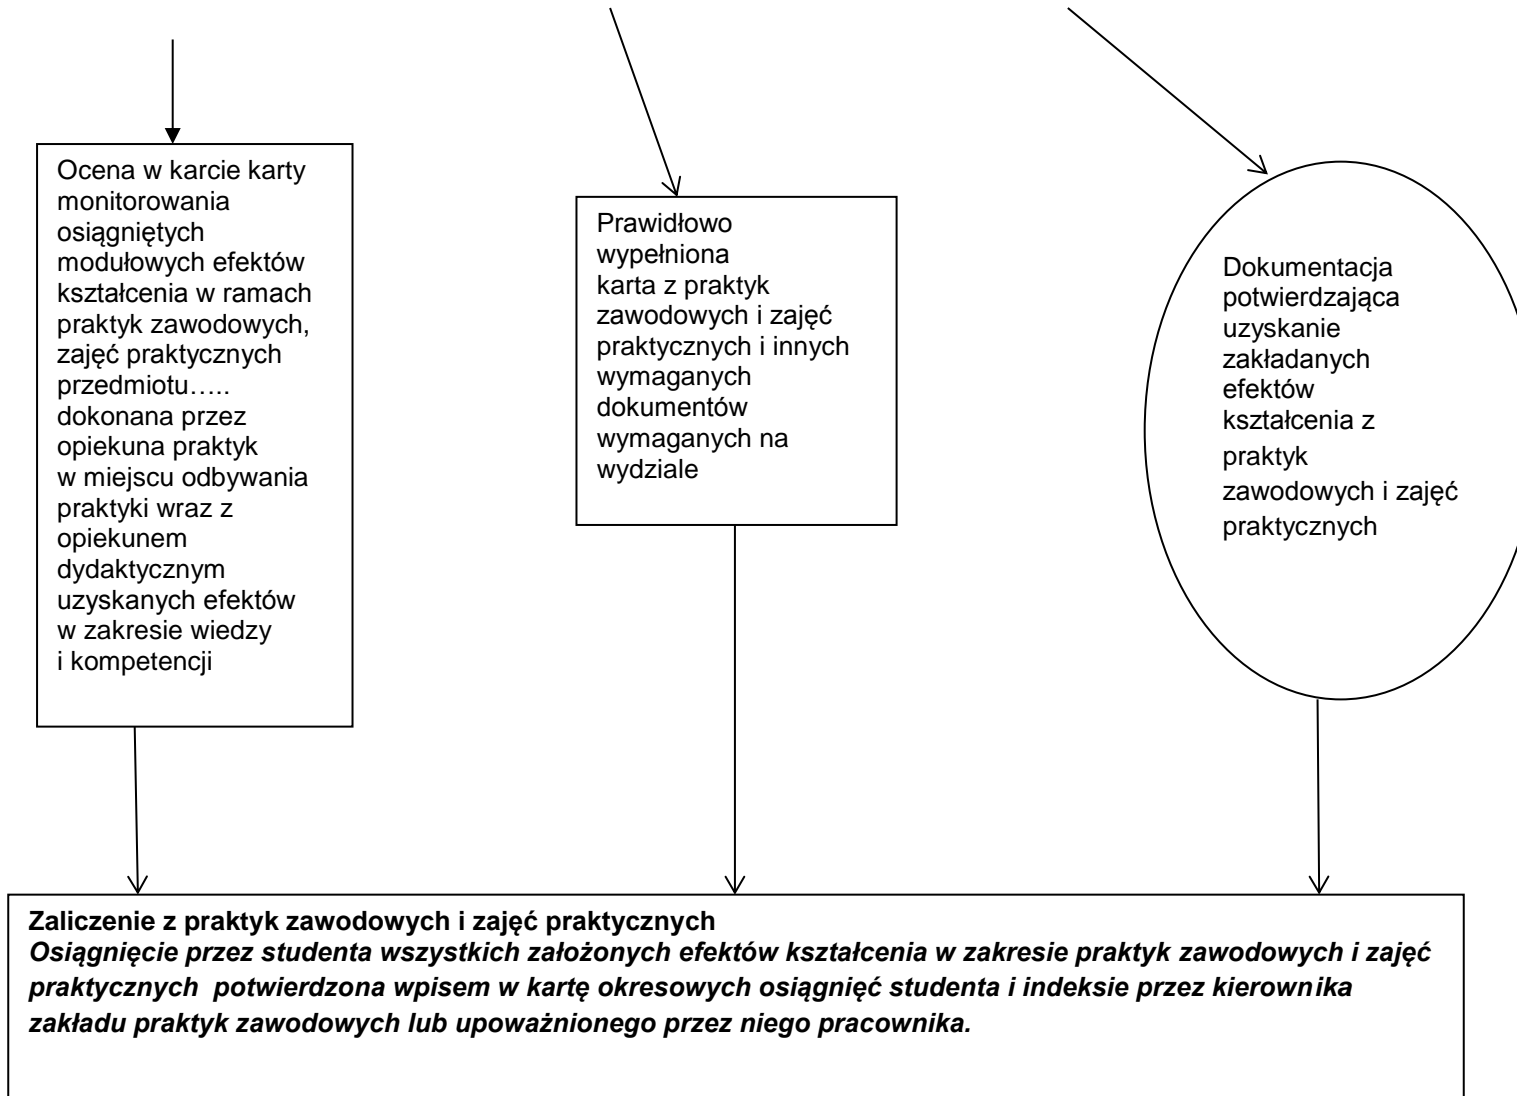 Ocena w karcie karty
monitorowania
osiągniętych
modułowych efektów
kształcenia w ramach
praktyk zawodowych,
zajęć praktycznych
przedmiotu…..
dokonana przez
opiekuna praktyk
w miejscu odbywania
praktyki wraz z
opiekunem
dydaktycznym
uzyskanych efektów
w zakresie wiedzy
i kompetencji
Prawidłowo
wypełniona
karta z praktyk
zawodowych i zajęć
praktycznych i innych
wymaganych
dokumentów
wymaganych na
wydziale
Dokumentacja
potwierdzająca
uzyskanie
zakładanych
efektów
kształcenia z
praktyk
zawodowych i zajęć
praktycznych
Zaliczenie z praktyk zawodowych i zajęć praktycznych
Osiągnięcie przez studenta wszystkich założonych efektów kształcenia w zakresie praktyk zawodowych i zajęć
praktycznych potwierdzona wpisem w kartę okresowych osiągnięć studenta i indeksie przez kierownika
zakładu praktyk zawodowych lub upoważnionego przez niego pracownika.